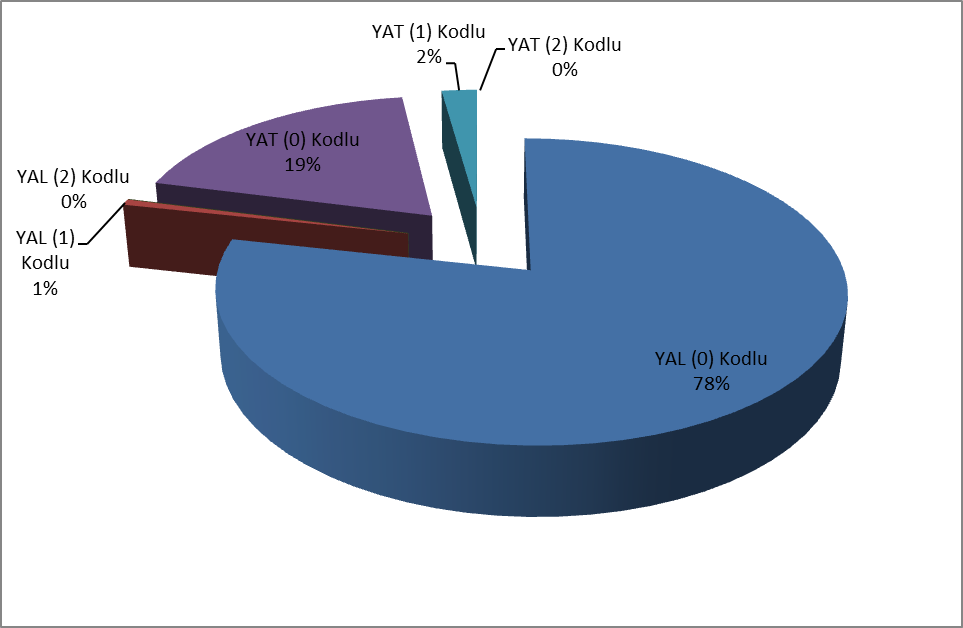 YAT (1) Kodlu
2%
YAT (2) Kodlu
0%
YAT (0) Kodlu
19%
YAL (2) Kodlu
0%
YAL (1)
Kodlu
1%
YAL (0) Kodlu
78%